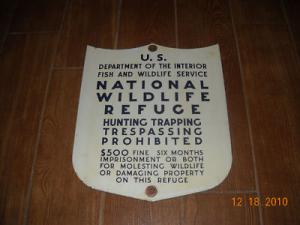 U. S.
DEPARTMENT OF THE INTERIOR
FISH AND WILDLIFE SERVICE
NATIONAL
WILDLIFE
REFUGE
HUNTING TRAPPING
TRESPASSING
PROHIBITED
$500 FINE SIX MONTHS
IMPRISONMENT OR BOTH
FOR MOLESTING WILDLIFE
OR DAMAGING PROPERTY
ON THIS REFUGE
12 18 2010